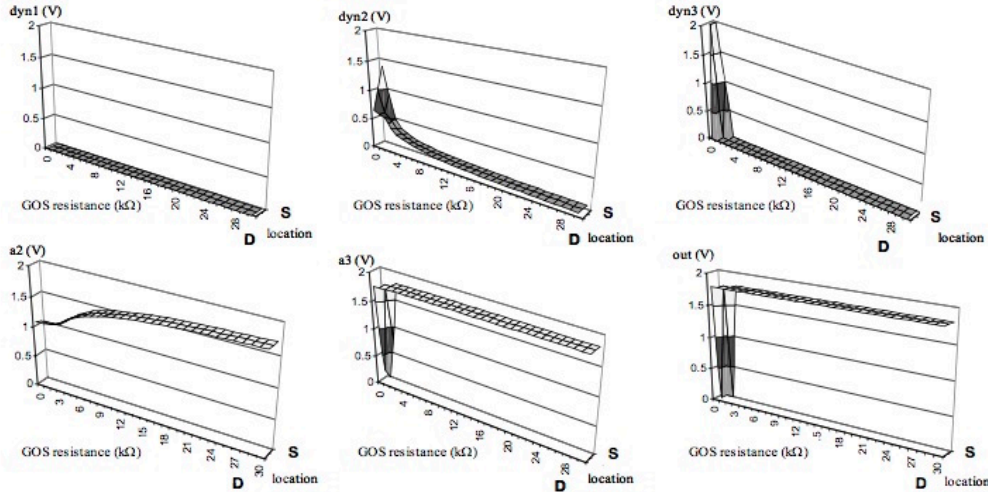 dyn1 (V)
2
1.5
1
0.5
0
0
4
8
12
16
20
24
28
GOS resistance (kΩ)
S
D
location
dyn2 (V)
2
1.5
1
0.5
0
0
4
8
12
6
20
24
28
GOS resistance (kΩ)
S
D
location
dyn3 (V)
2
1.5
1
0.5
0
0
4
8
12
16
20
24
28
GOS resistance (kΩ)
S
D
location
a2 (V)
2
1.5
1
0.5
0
0
3
6
9
12
15
18
21
24
27
30
GOS resistance (kΩ)
S
D
location
a3 (V)
2
1.5
1
0.5
0
0
4
8
12
16
20
24
28
GOS resistance (kΩ)
S
D
location
out (V)
2
1.5
1
0.5
0
0
3
6
9
12
5
18
21
24
27
30
GOS resistance (kΩ)
S
D
location